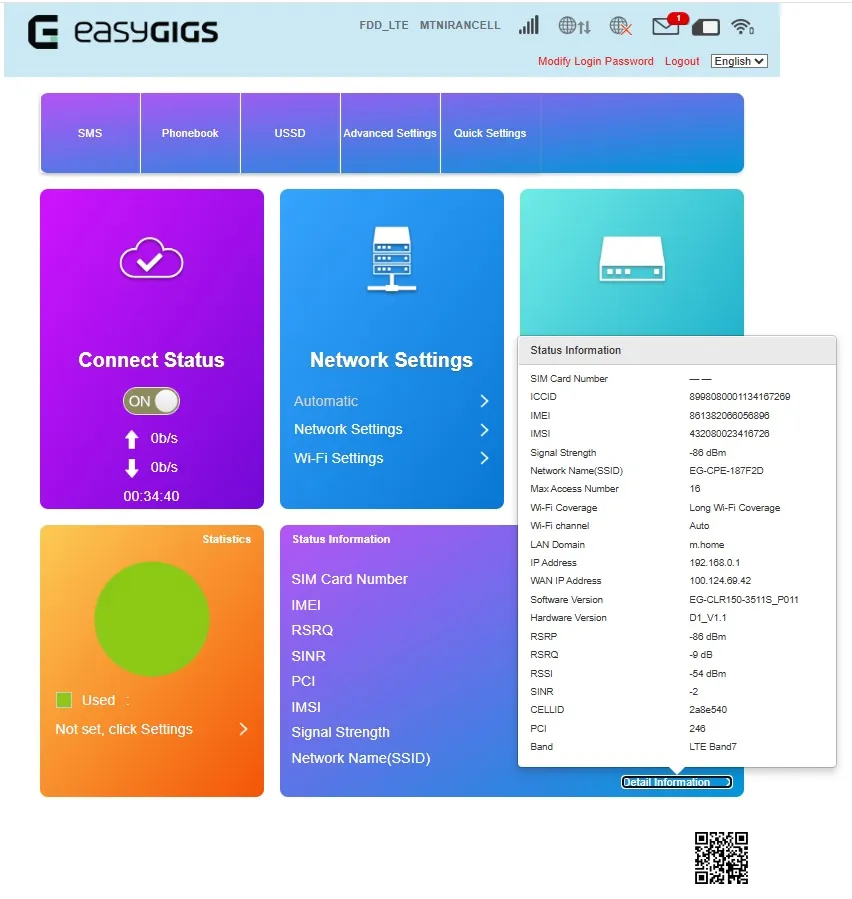 easyGIGS
FDD_LTE MTNIRANCELL 1 0
Modify Login Password Logout English
SMS Phonebook USSD Advanced Settings Quick Settings
Connect Status
ON
0b/s
0b/s
00:34:40
Network Settings
Automatic
Network Settings
Wi-Fi Settings
Statistics
Used :
Not set, click Settings
Status Information
SIM Card Number
IMEI
RSRQ
SINR
PCI
IMSI
Signal Strength
Network Name(SSID)
Status Information
SIM Card Number — —
ICCID 8998080001134167269
IMEI 861382066056896
IMSI 432080023416726
Signal Strength -86 dBm
Network Name(SSID) EG-CPE-187F2D
Max Access Number 16
Wi-Fi Coverage Long Wi-Fi Coverage
Wi-Fi channel Auto
LAN Domain m.home
IP Address 192.168.0.1
WAN IP Address 100.124.69.42
Software Version EG-CLR150-3511S_P011
Hardware Version D1_V1.1
RSRP -86 dBm
RSRQ -9 dB
RSSI -54 dBm
SINR -2
CELLID 2a8e540
PCI 246
Band LTE Band7
Detail Information